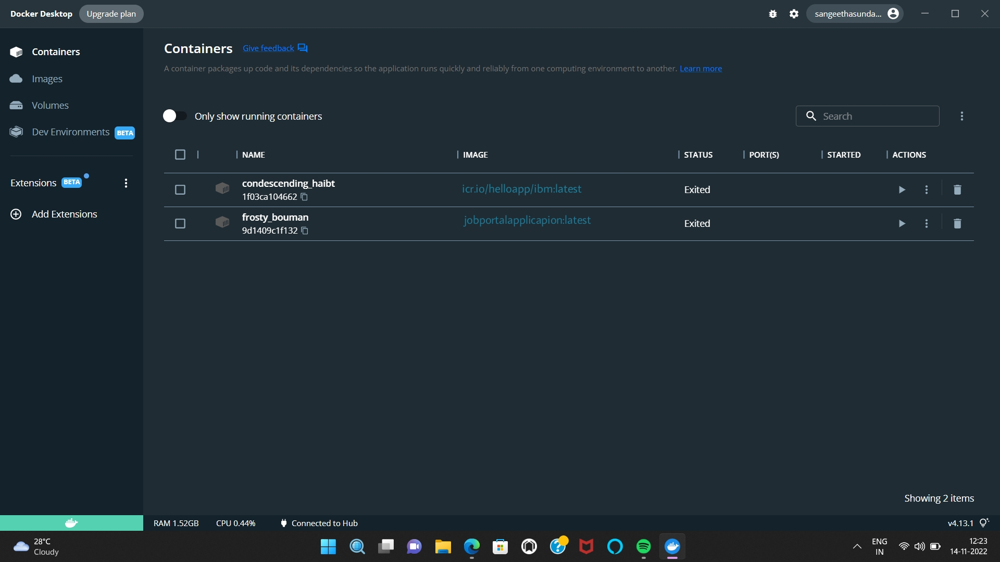 Docker Desktop Upgrade plan sangeethasunda...
Containers
Images
Volumes
Dev Environments BETA
Extensions BETA
Add Extensions
Containers Give feedback
A container packages up code and its dependencies so the application runs quickly and reliably from one computing environment to another. Learn more
Only show running containers Search
NAME IMAGE STATUS PORT(S) STARTED ACTIONS
condescending_haibt
1f03ca104662
icr.io/helloapp/ibm:latest
Exited
frosty_bouman
9d1409c1f132
jobportalapplicapion:latest
Exited
Showing 2 items
RAM 1.52GB CPU 0.44% Connected to Hub v4.13.1
28°C
Cloudy
ENG
IN
12:23
14-11-2022